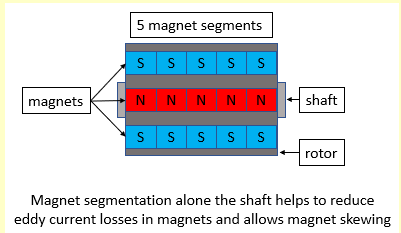 5 magnet segments
S S S S S
magnets
N N N N N
shaft
S S S S S
rotor
Magnet segmentation alone the shaft helps to reduce
eddy current losses in magnets and allows magnet skewing